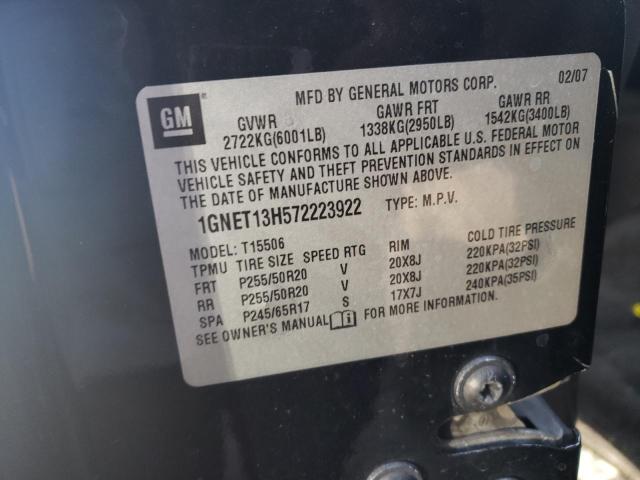 GM
MFD BY GENERAL MOTORS CORP. 02/07
GVWR GAWR FRT GAWR RR
2722KG(6001LB) 1338KG(2950LB) 1542KG(3400LB)
THIS VEHICLE CONFORMS TO ALL APPLICABLE U.S. FEDERAL MOTOR
VEHICLE SAFETY AND THEFT PREVENTION STANDARDS IN EFFECT ON
THE DATE OF MANUFACTURE SHOWN ABOVE.
1GNET13H572223922 TYPE: M.P.V.
MODEL: T15506
TPMU TIRE SIZE SPEED RTG RIM COLD TIRE PRESSURE
FRT P255/50R20 V 20X8J 220KPA(32PSI)
RR P255/50R20 V 20X8J 220KPA(32PSI)
SPA P245/65R17 S 17X7J 240KPA(35PSI)
SEE OWNER'S MANUAL FOR MORE INFORMATION.